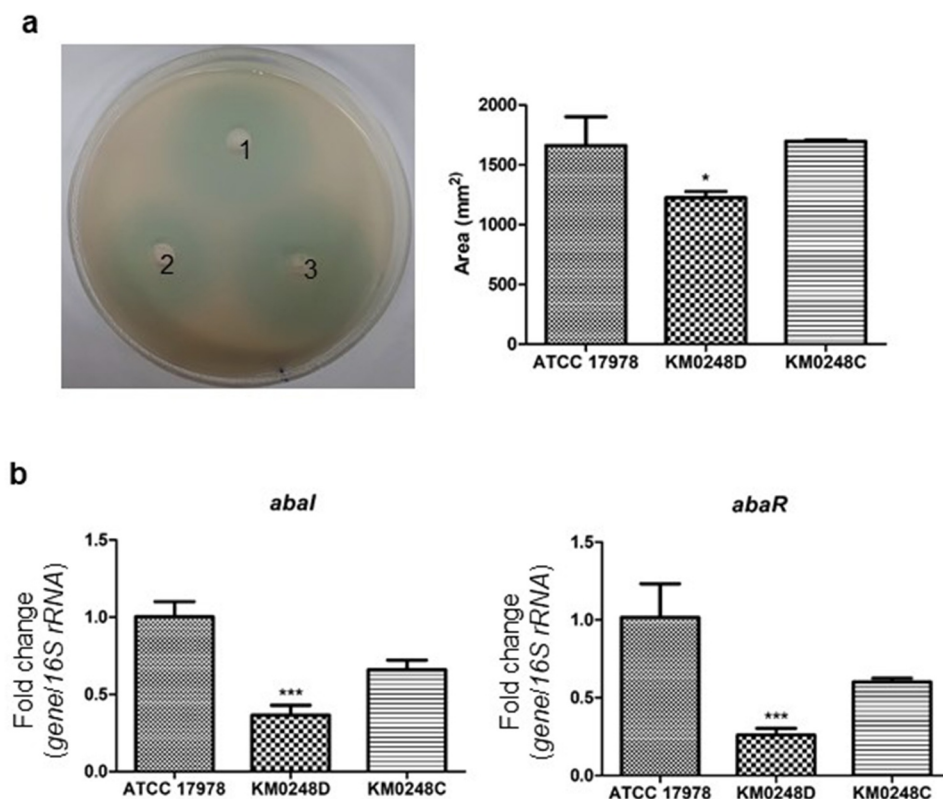 a
1
2
3
2000
1500
1000
500
0
Area (mm²)
*
ATCC 17978 KM0248D KM0248C
b
abaI
1.5
1.0
0.5
0.0
Fold change
(gene/16S rRNA)
***
ATCC 17978 KM0248D KM0248C
abaR
1.5
1.0
0.5
0.0
Fold change
(gene/16S rRNA)
***
ATCC 17978 KM0248D KM0248C